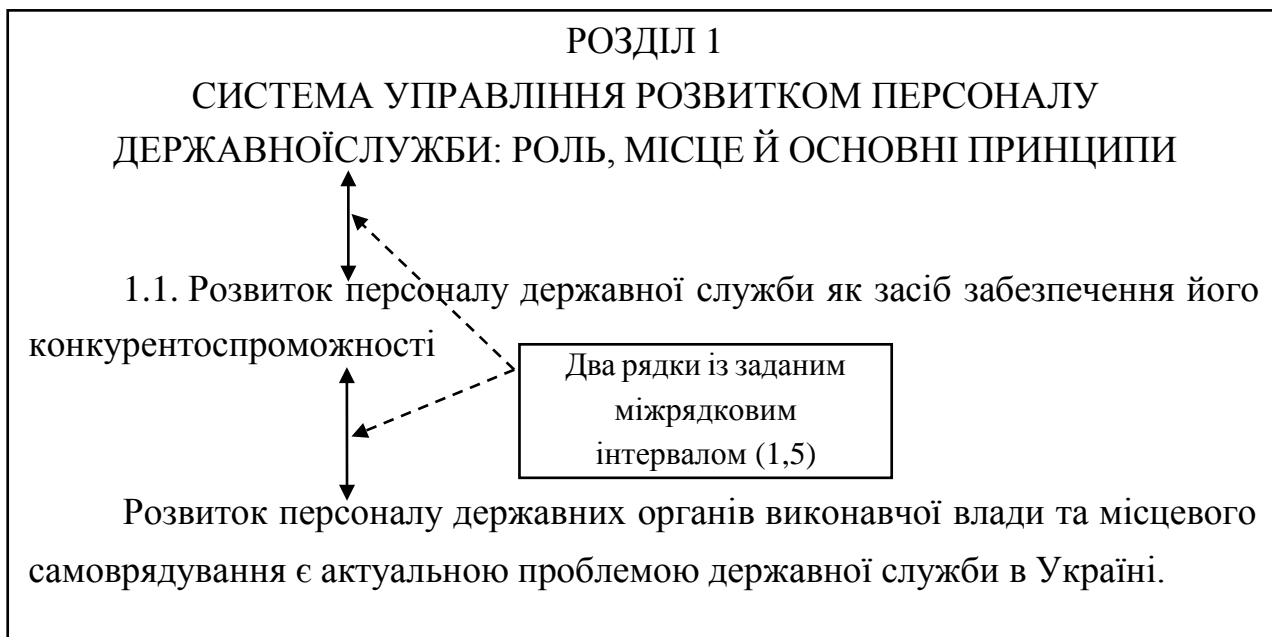 РОЗДІЛ 1
СИСТЕМА УПРАВЛІННЯ РОЗВИТКОМ ПЕРСОНАЛУ
ДЕРЖАВНОЇСЛУЖБИ: РОЛЬ, МІСЦЕ Й ОСНОВНІ ПРИНЦИПИ
1.1. Розвиток персоналу державної служби як засіб забезпечення його
конкурентоспроможності
Два рядки із заданим
міжрядковим
інтервалом (1,5)
Розвиток персоналу державних органів виконавчої влади та місцевого
самоврядування є актуальною проблемою державної служби в Україні.